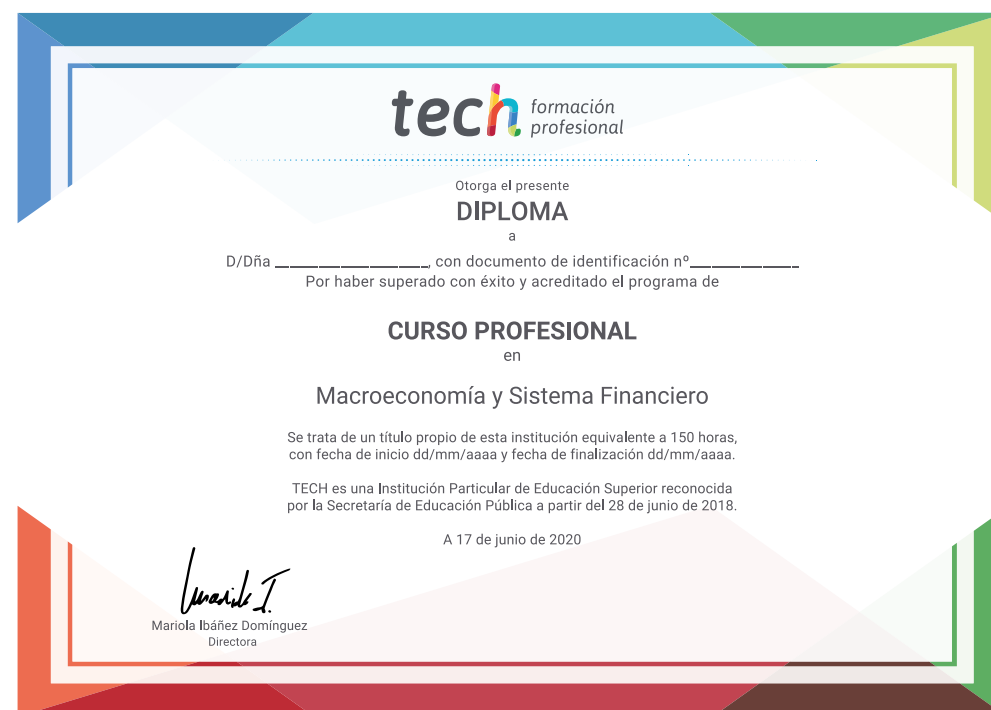 tech formación
profesional
Otorga el presente
DIPLOMA
a
D/Dña ______________________, con documento de identificación nº_______________
Por haber superado con éxito y acreditado el programa de
CURSO PROFESIONAL
en
Macroeconomía y Sistema Financiero
Se trata de un título propio de esta institución equivalente a 150 horas,
con fecha de inicio dd/mm/aaaa y fecha de finalización dd/mm/aaaa.
TECH es una Institución Particular de Educación Superior reconocida
por la Secretaría de Educación Pública a partir del 28 de junio de 2018.
A 17 de junio de 2020
Mariola Ibáñez Domínguez
Directora